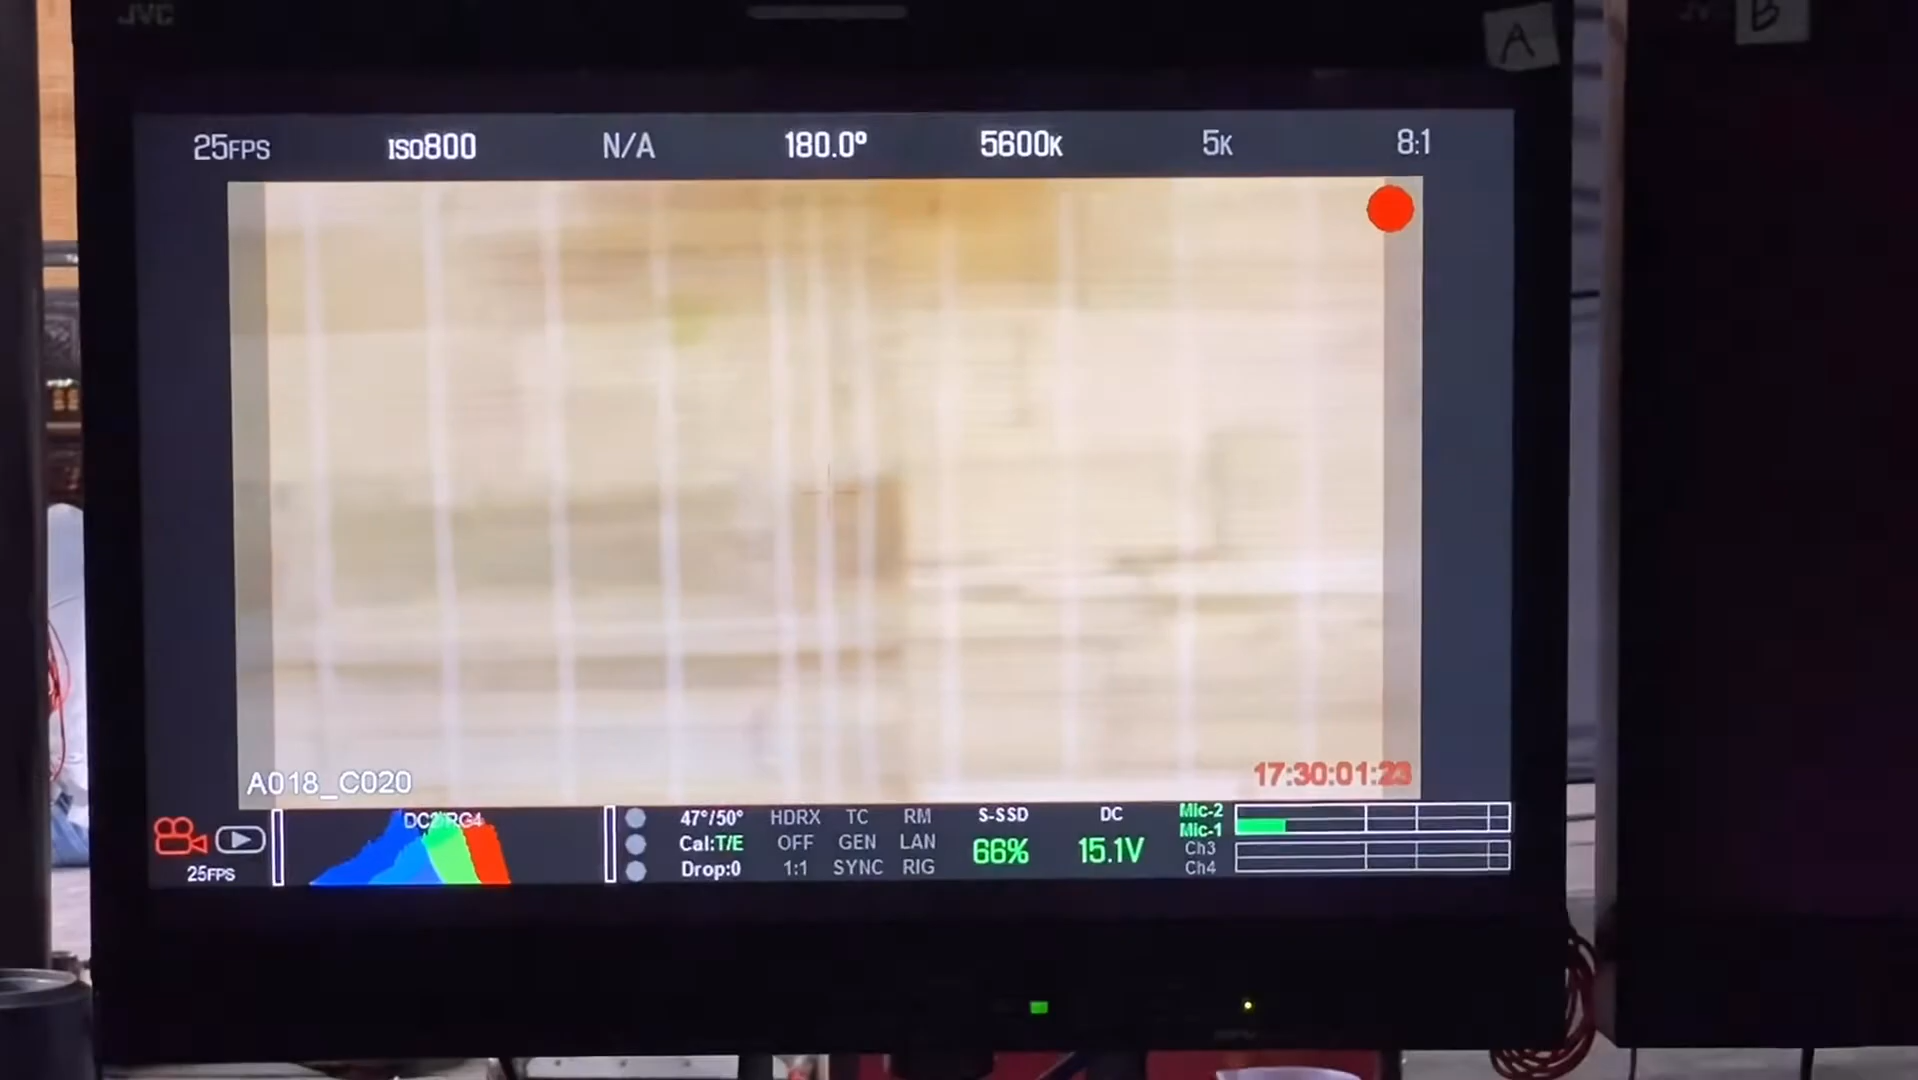 JVC
A
B
25FPS ISO800 N/A 180.0° 5600K 5K 8:1
A018_C020
17:30:01:23
25FPS
47°/50° HDRX TC RM S-SSD DC Mic-2
Cal:T/E OFF GEN LAN 66% 15.1V Mic-1
Drop:0 1:1 SYNC RIG Ch3
Ch4